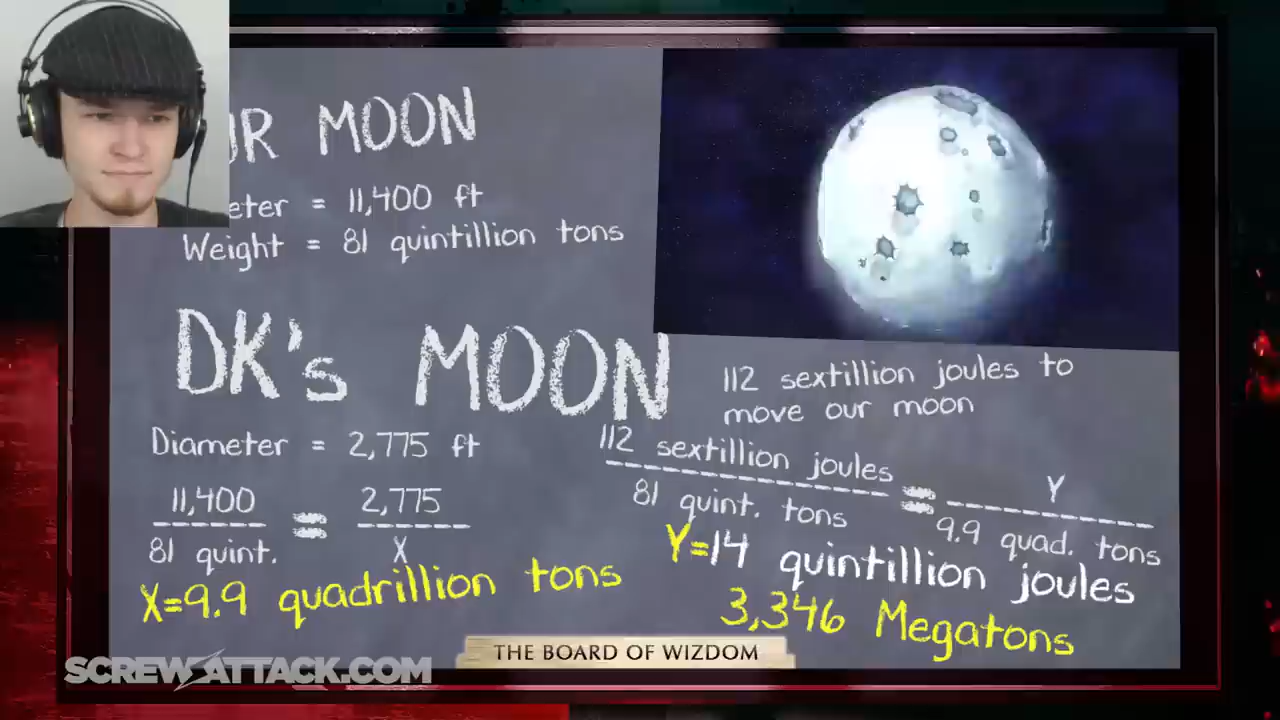 UR MOON
eter = 11,400 ft
Weight = 81 quintillion tons
DK's MOON
Diameter = 2,775 ft
11,400 = 2,775
81 quint. X
X=9.9 quadrillion tons
112 sextillion joules to
move our moon
112 sextillion joules = Y
81 quint. tons 9.9 quad. tons
Y=14 quintillion joules
3,346 Megatons
THE BOARD OF WIZDOM
SCREWATTACK.COM